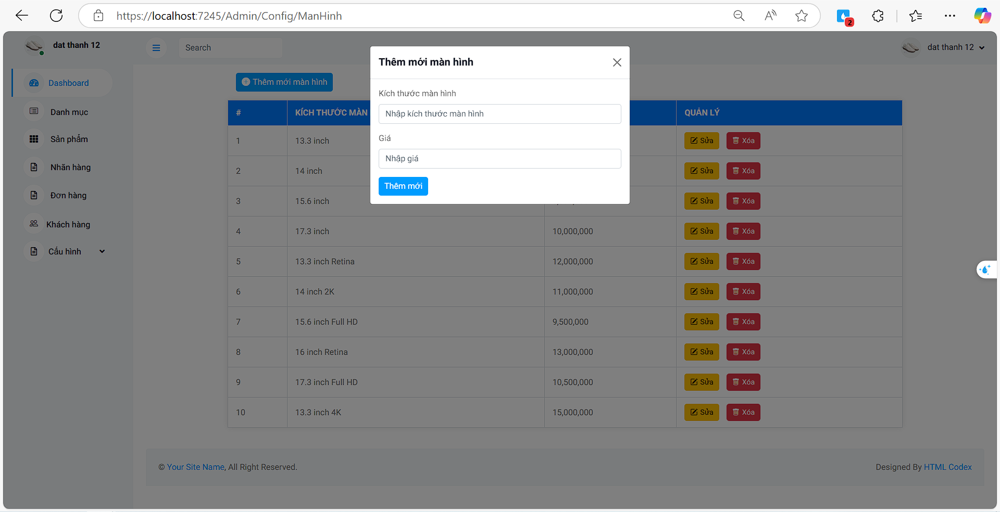 https://localhost:7245/Admin/Config/ManHinh
2
dat thanh 12
Search
dat thanh 12
Dashboard
Danh mục
Sản phẩm
Nhãn hàng
Đơn hàng
Khách hàng
Cấu hình
Thêm mới màn hình
Thêm mới màn hình
Kích thước màn hình
Nhập kích thước màn hình
Giá
Nhập giá
Thêm mới
# KÍCH THƯỚC MÀN QUẢN LÝ
1 13.3 inch Sửa Xóa
2 14 inch Sửa Xóa
3 15.6 inch Sửa Xóa
4 17.3 inch 10,000,000 Sửa Xóa
5 13.3 inch Retina 12,000,000 Sửa Xóa
6 14 inch 2K 11,000,000 Sửa Xóa
7 15.6 inch Full HD 9,500,000 Sửa Xóa
8 16 inch Retina 13,000,000 Sửa Xóa
9 17.3 inch Full HD 10,500,000 Sửa Xóa
10 13.3 inch 4K 15,000,000 Sửa Xóa
© Your Site Name, All Right Reserved.
Designed By HTML Codex